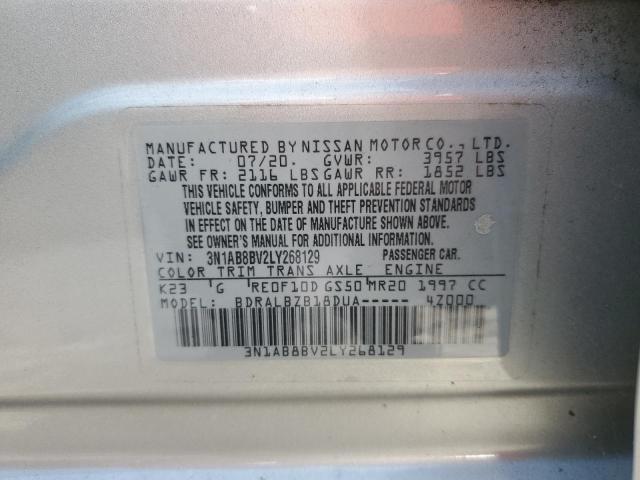 MANUFACTURED BY NISSAN MOTOR CO., LTD.
DATE: 07/20. GVWR: 3957 LBS
GAWR FR: 2116 LBS GAWR RR: 1852 LBS
THIS VEHICLE CONFORMS TO ALL APPLICABLE FEDERAL MOTOR
VEHICLE SAFETY, BUMPER AND THEFT PREVENTION STANDARDS
IN EFFECT ON THE DATE OF MANUFACTURE SHOWN ABOVE.
SEE OWNER'S MANUAL FOR ADDITIONAL INFORMATION.
VIN: 3N1AB8BV2LY268129 PASSENGER CAR.
COLOR TRIM TRANS AXLE ENGINE
K23 G RE0F10D GS50 MR20 1997 CC
MODEL: BDRALBZB18DUA----- 4Z000
3N1AB8BV2LY268129